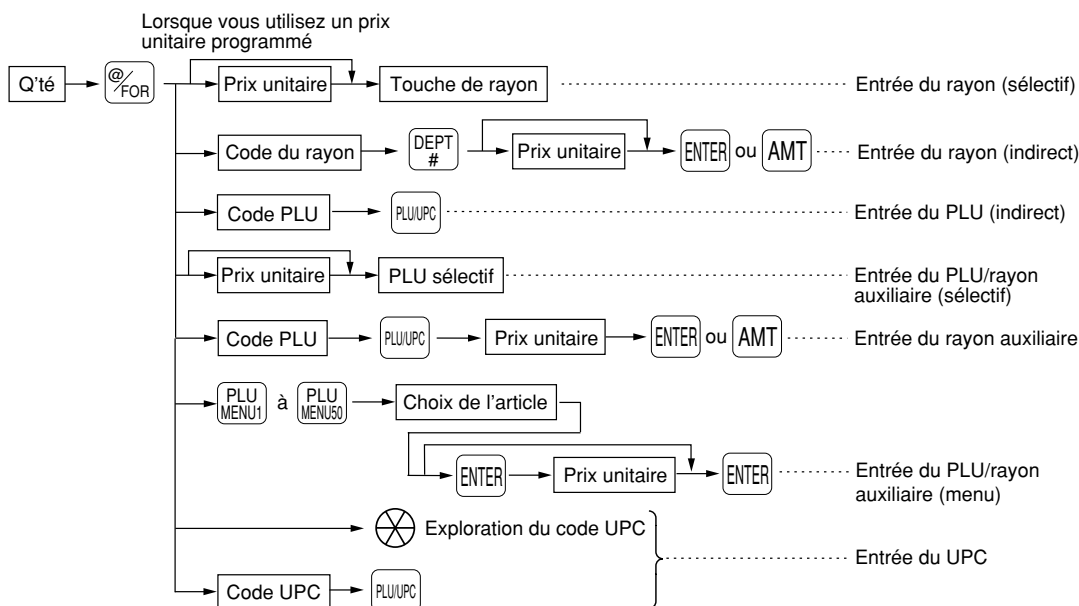 Lorsque vous utilisez un prix
unitaire programmé
Q'té @/FOR Prix unitaire Touche de rayon Entrée du rayon (sélectif)
Code du rayon DEPT # Prix unitaire ENTER ou AMT Entrée du rayon (indirect)
Code PLU PLU/UPC Entrée du PLU (indirect)
Prix unitaire PLU sélectif Entrée du PLU/rayon
auxiliaire (sélectif)
Code PLU PLU/UPC Prix unitaire ENTER ou AMT Entrée du rayon auxiliaire
PLU MENU1 à PLU MENU50 Choix de l'article
ENTER Prix unitaire ENTER Entrée du PLU/rayon
auxiliaire (menu)
Exploration du code UPC
Entrée du UPC
Code UPC PLU/UPC